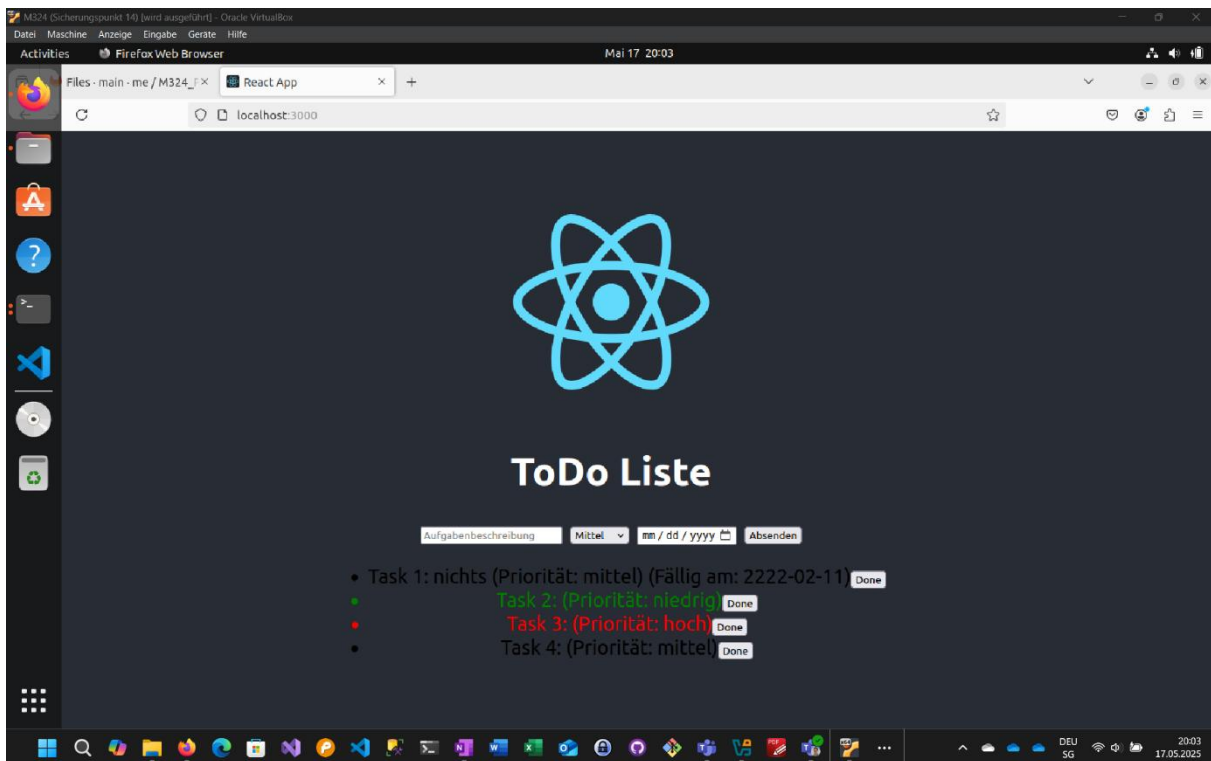 M324 (Sicherungspunkt 14) [wird ausgeführt] - Oracle VirtualBox
Datei Maschine Anzeige Eingabe Geräte Hilfe
Activities Firefox Web Browser Mai 17 20:03
Files · main · me / M324_ React App
localhost:3000
ToDo Liste
Aufgabenbeschreibung Mittel mm / dd / yyyy Absenden
Task 1: nichts (Priorität: mittel) (Fällig am: 2222-02-11) Done
Task 2: (Priorität: niedrig) Done
Task 3: (Priorität: hoch) Done
Task 4: (Priorität: mittel) Done
DEU 20:03
SG 17.05.2025